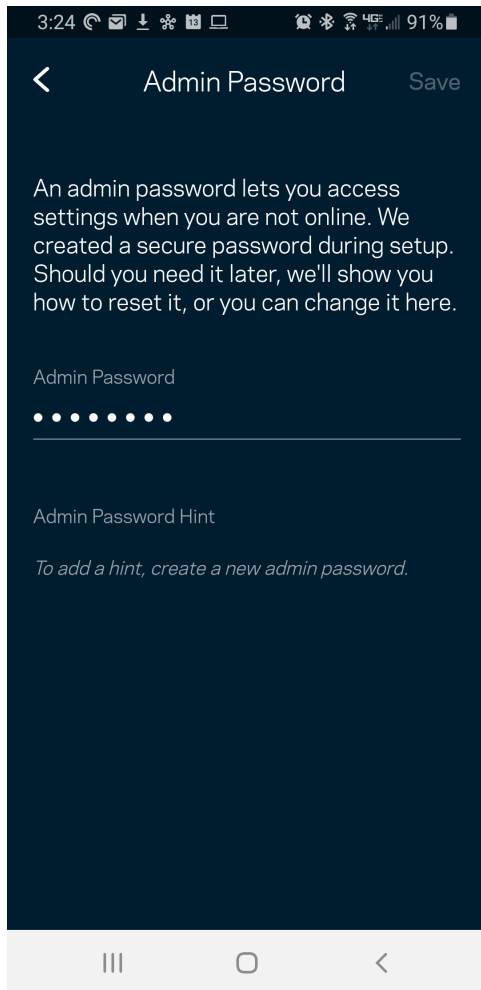 3:24 13 4GE 91%
Admin Password Save
An admin password lets you access
settings when you are not online. We
created a secure password during setup.
Should you need it later, we'll show you
how to reset it, or you can change it here.
Admin Password
••••••••
Admin Password Hint
To add a hint, create a new admin password.